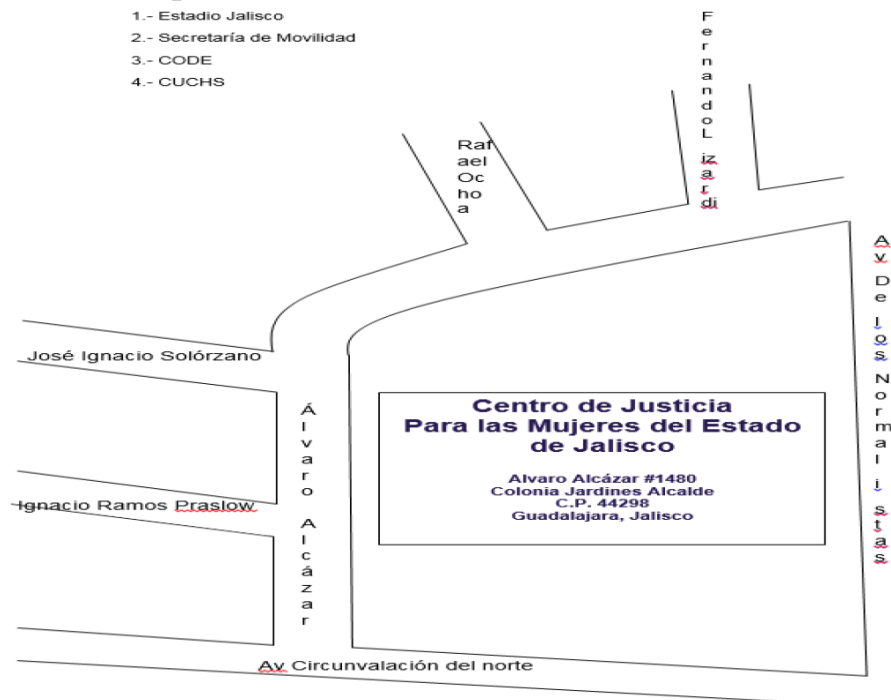 1.- Estadio Jalisco
2.- Secretaría de Movilidad
3.- CODE
4.- CUCHS
Fernando Lizardi
Rafael Ochoa
Av De los Normalistas
José Ignacio Solórzano
Álvaro Alcázar
Centro de Justicia
Para las Mujeres del Estado
de Jalisco
Alvaro Alcázar #1480
Colonia Jardines Alcalde
C.P. 44298
Guadalajara, Jalisco
Ignacio Ramos Praslow
Av Circunvalación del norte